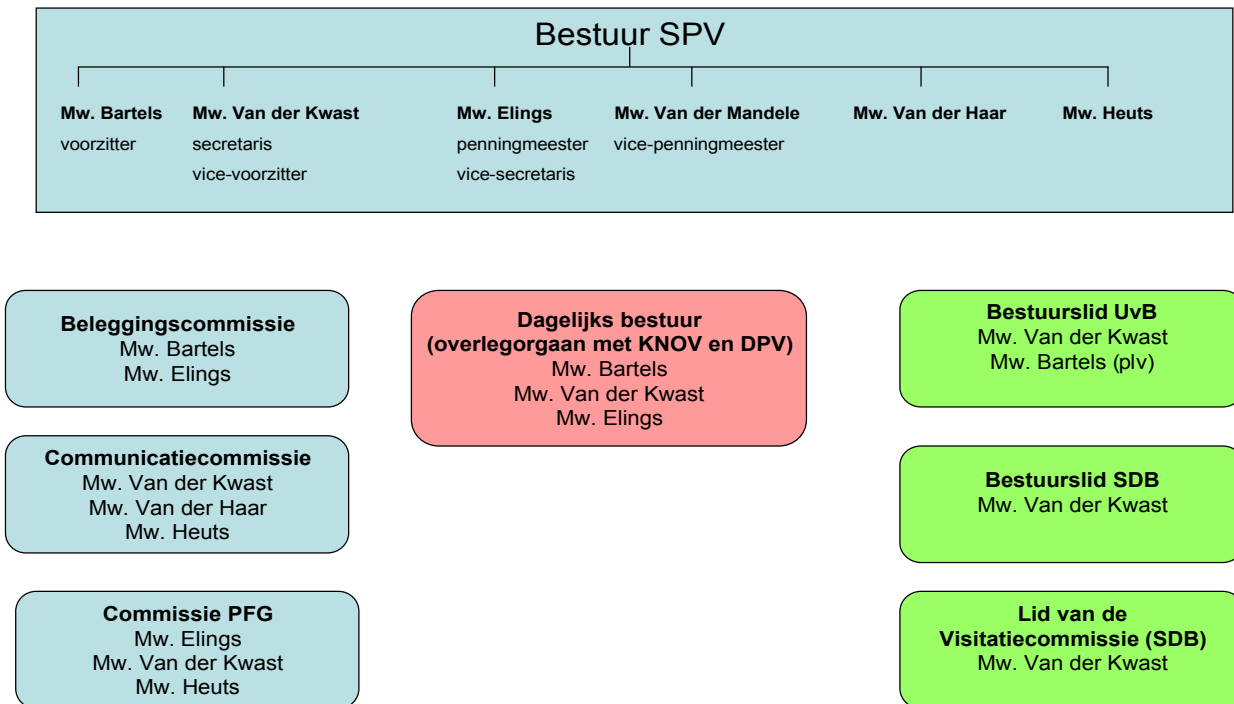 Bestuur SPV
Mw. Bartels
voorzitter
Mw. Van der Kwast
secretaris
vice-voorzitter
Mw. Elings
penningmeester
vice-secretaris
Mw. Van der Mandele
vice-penningmeester
Mw. Van der Haar
Mw. Heuts
Beleggingscommissie
Mw. Bartels
Mw. Elings
Communicatiecommissie
Mw. Van der Kwast
Mw. Van der Haar
Mw. Heuts
Commissie PFG
Mw. Elings
Mw. Van der Kwast
Mw. Heuts
Dagelijks bestuur
(overlegorgaan met KNOV en DPV)
Mw. Bartels
Mw. Van der Kwast
Mw. Elings
Bestuurslid UvB
Mw. Van der Kwast
Mw. Bartels (plv)
Bestuurslid SDB
Mw. Van der Kwast
Lid van de
Visitatiecommissie (SDB)
Mw. Van der Kwast